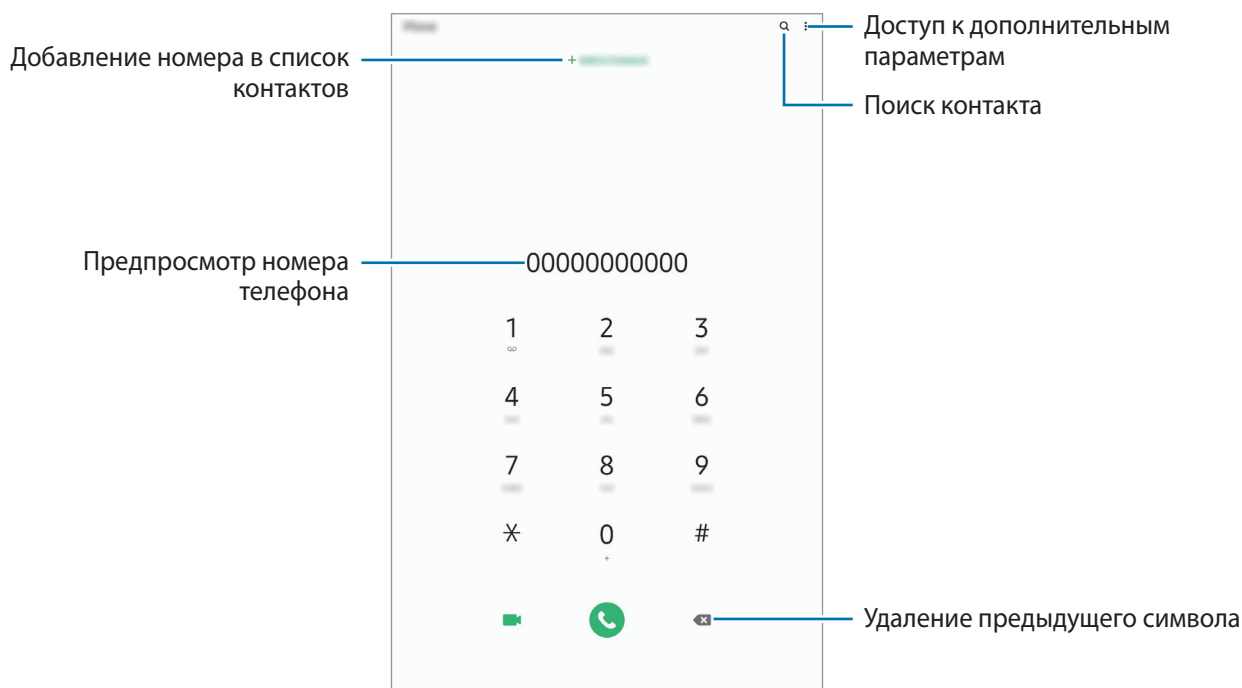 Доступ к дополнительным
параметрам
Добавление номера в список
контактов
+
Поиск контакта
Предпросмотр номера
телефона
00000000000
1 2 3
4 5 6
7 8 9
* 0 #
+
Удаление предыдущего символа